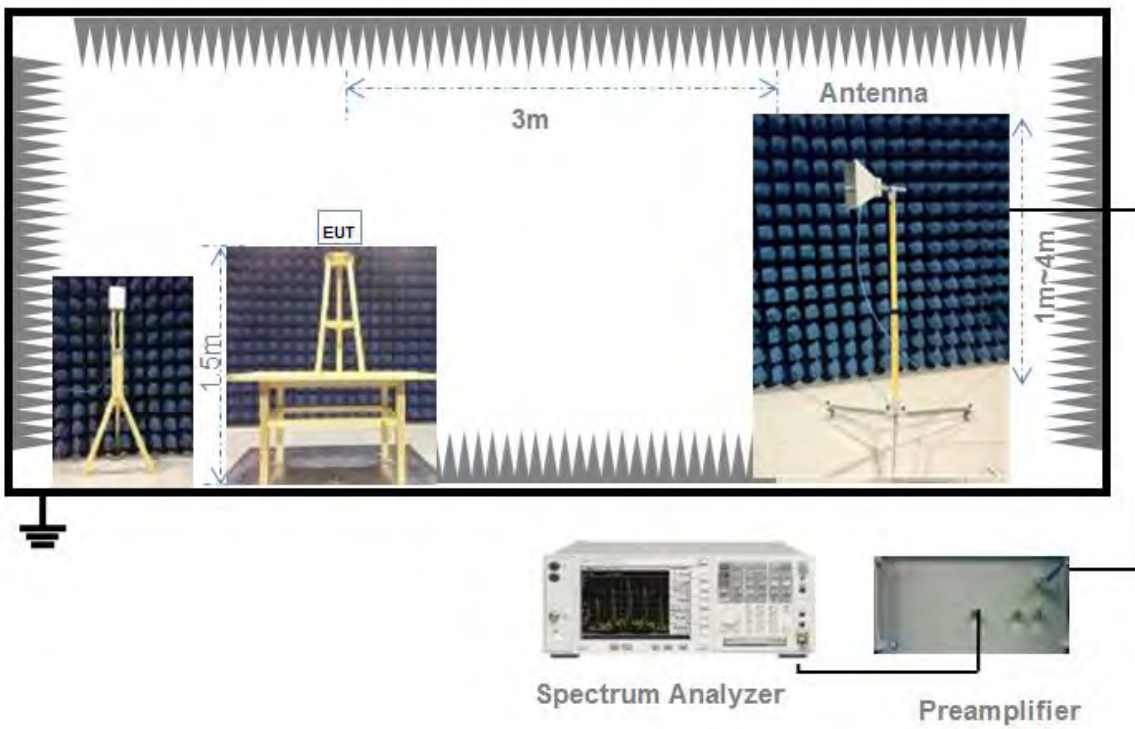 Antenna
3m
EUT
1.5m
1m~4m
Spectrum Analyzer
Preamplifier